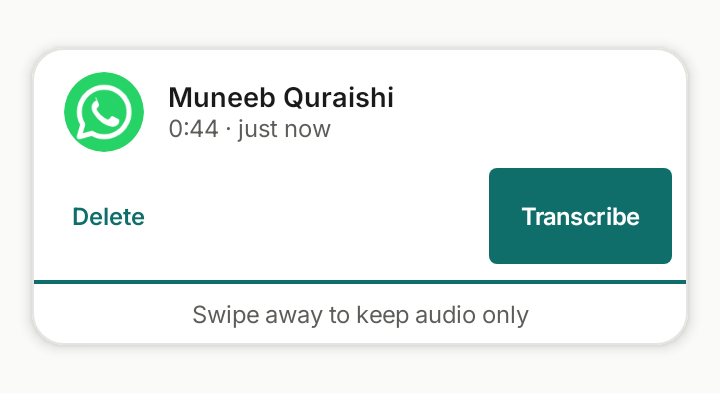 Muneeb Quraishi
0:44 · just now
Delete
Transcribe
Swipe away to keep audio only